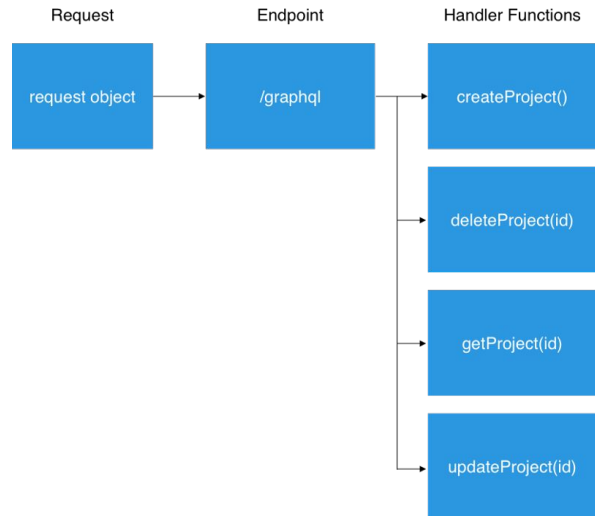 Request
Endpoint
Handler Functions
request object
/graphql
createProject()
deleteProject(id)
getProject(id)
updateProject(id)